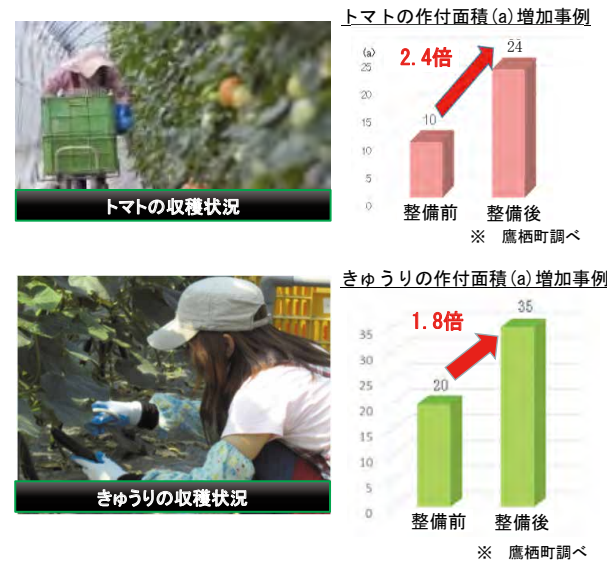 トマトの作付面積(a)増加事例
(a)
25
20
15
10
5
0
10
24
2.4倍
整備前 整備後
※ 鷹栖町調べ
トマトの収穫状況
きゅうりの作付面積(a)増加事例
35
30
25
20
15
10
5
0
20
35
1.8倍
整備前 整備後
※ 鷹栖町調べ
きゅうりの収穫状況